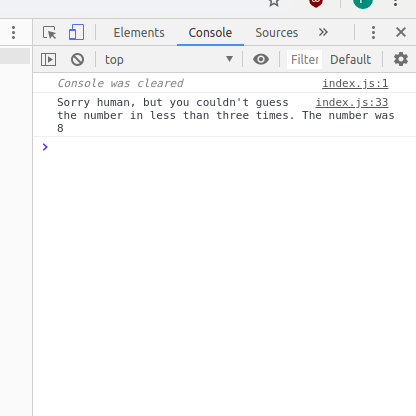 Elements Console Sources »
top Filter Default
Console was cleared index.js:1
Sorry human, but you couldn't guess index.js:33
the number in less than three times. The number was
8